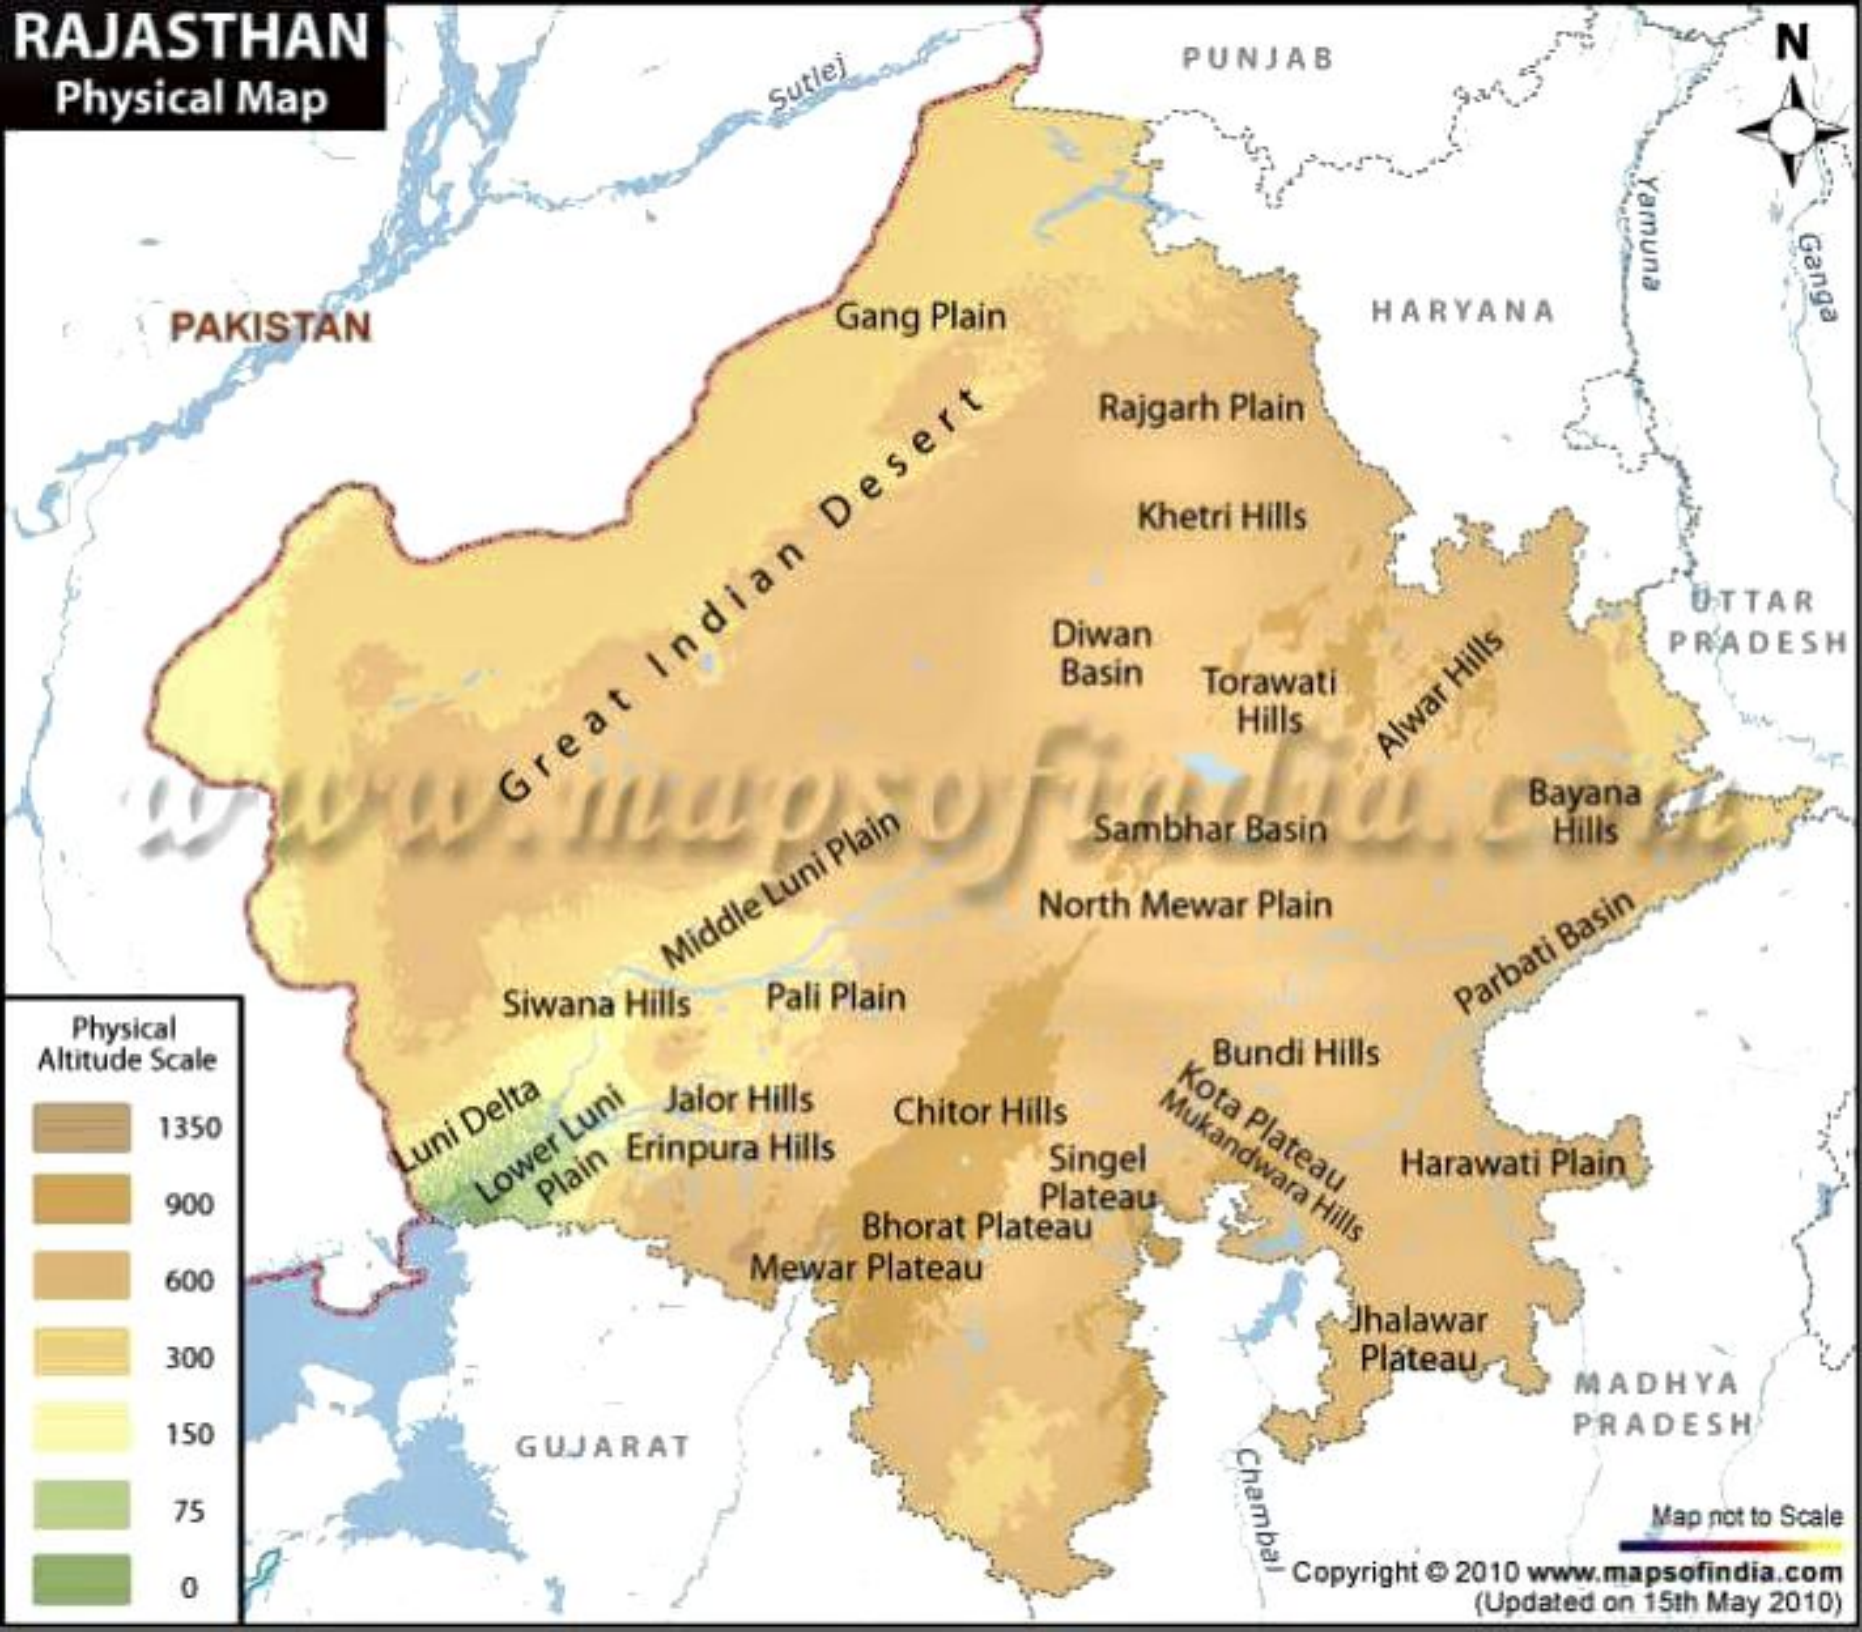 RAJASTHAN
Physical Map
PUNJAB
N
Sutlej
Yamuna
Ganga
PAKISTAN
Gang Plain
HARYANA
Rajgarh Plain
Great Indian Desert
Khetri Hills
UTTAR
PRADESH
Diwan
Basin
Torawati
Hills
Alwar Hills
www.mapsofindia.com
Bayana
Hills
Sambhar Basin
Middle Luni Plain
North Mewar Plain
Parbati Basin
Siwana Hills
Pali Plain
Bundi Hills
Kota Plateau
Mukandwara Hills
Luni Delta
Lower Luni
Plain
Jalor Hills
Erinpura Hills
Chitor Hills
Singel
Plateau
Harawati Plain
Bhorat Plateau
Mewar Plateau
Jhalawar
Plateau
MADHYA
PRADESH
GUJARAT
Chambal
Physical
Altitude Scale
1350
900
600
300
150
75
0
Map not to Scale
Copyright © 2010 www.mapsofindia.com
(Updated on 15th May 2010)